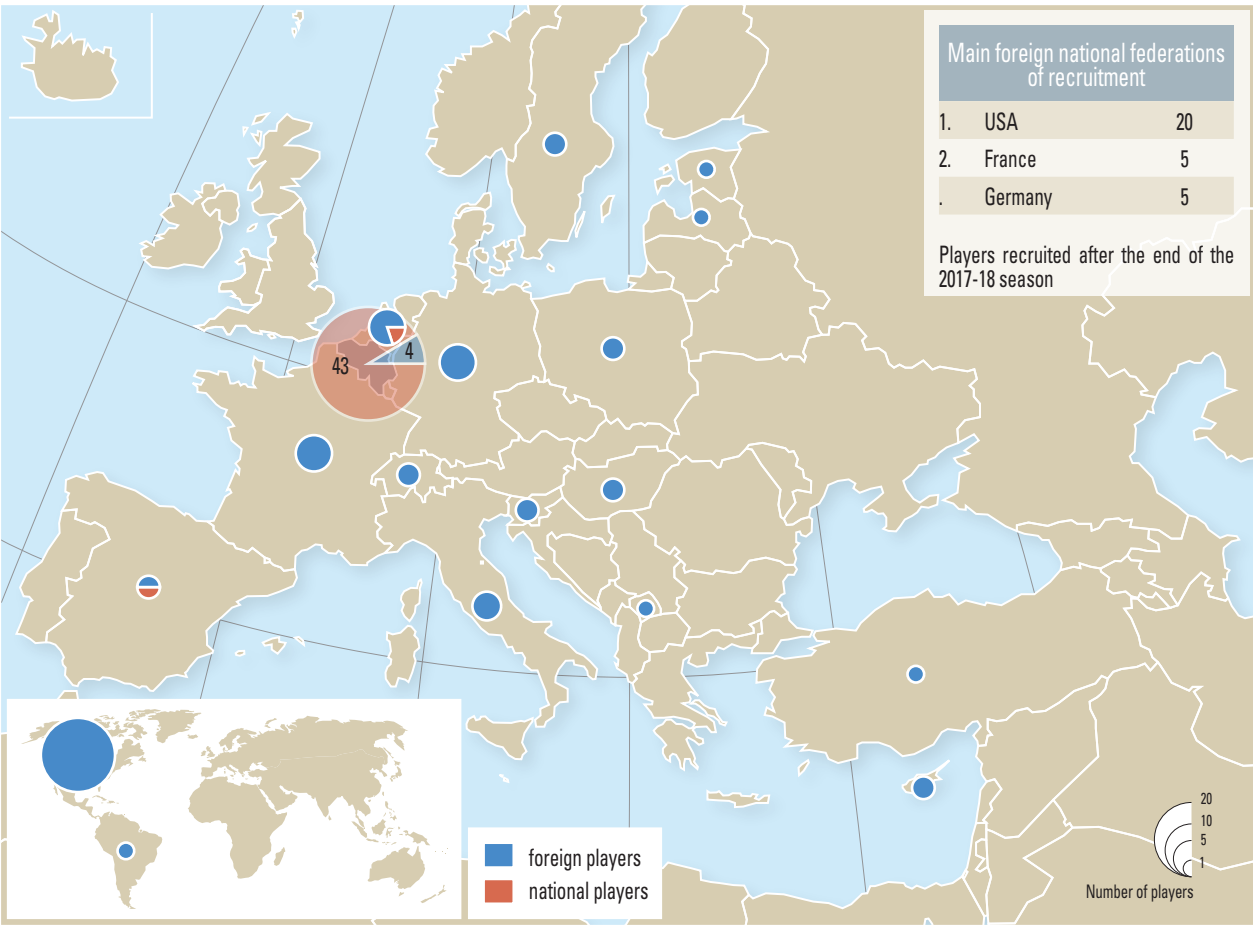 Main foreign national federations
of recruitment
1. USA 20
2. France 5
. Germany 5
Players recruited after the end of the
2017-18 season
43
4
foreign players
national players
20
10
5
1
Number of players